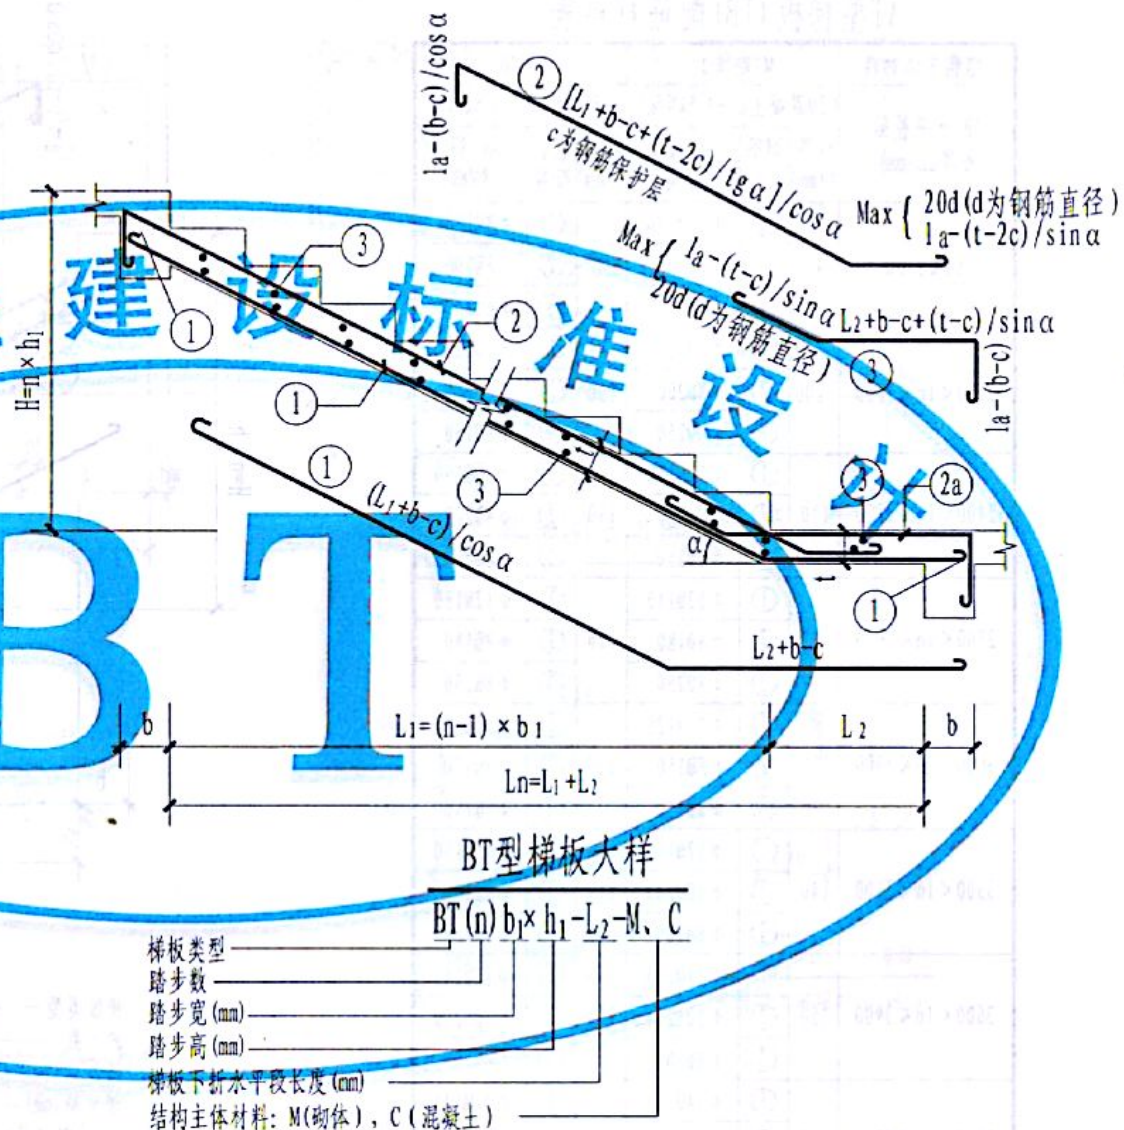 la-(b-c)/cosα
② [L₁+b-c+(t-2c)/tgα]/cosα
c为钢筋保护层
Max { 20d(d为钢筋直径)
la-(t-2c)/sinα
Max { la-(t-c)/sinα
20d(d为钢筋直径)
L₂+b-c+(t-c)/sinα
③
la-(b-c)
建设标准设计
③
①
②
①
H=n×h₁
①
(L₁+b-c)/cosα
③
t
α
③
2a
t
①
L₂+b-c
BT
b
L₁=(n-1)×b₁
L₂
b
Ln=L₁+L₂
BT型梯板大样
BT(n)b₁×h₁-L₂-M、C
梯板类型
踏步数
踏步宽(mm)
踏步高(mm)
梯板下折水平段长度(mm)
结构主体材料: M(砌体), C(混凝土)